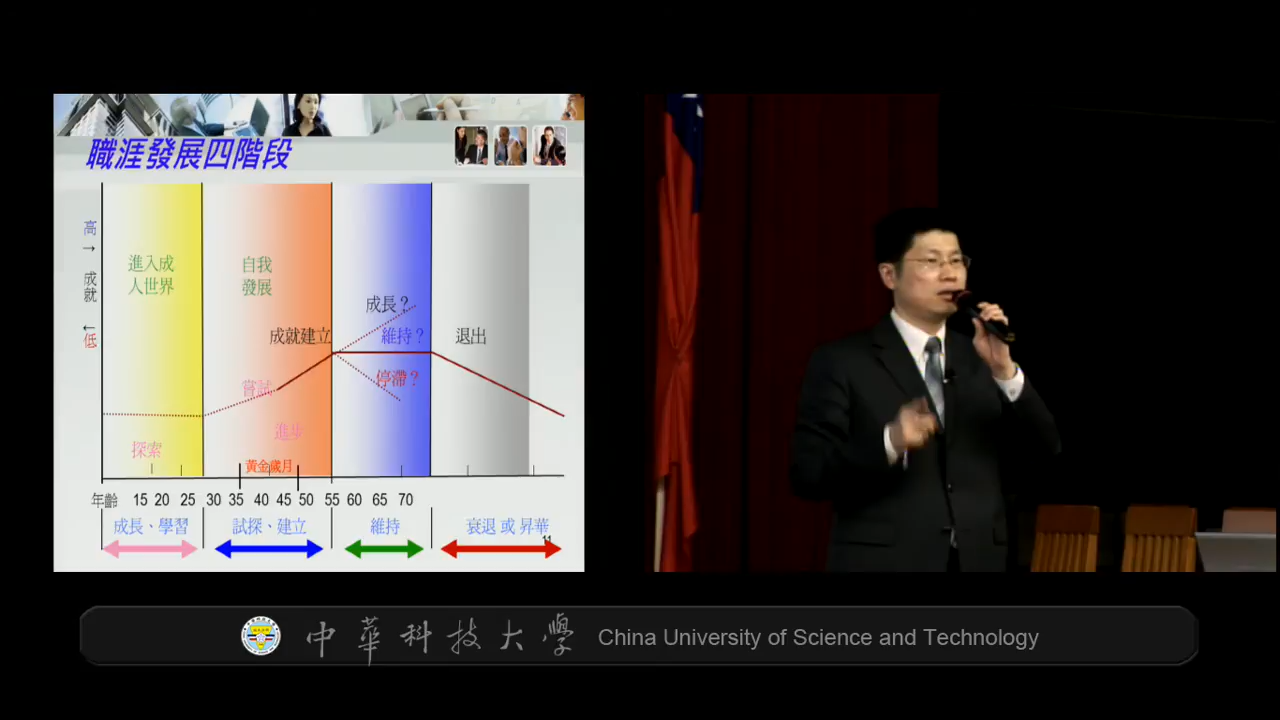 職涯發展四階段
高
→
成就
←
低
進入成
人世界
自我
發展
成長？
成就建立
維持？
退出
停滯？
嘗試
進步
探索
黃金歲月
年齡 15 20 25 30 35 40 45 50 55 60 65 70
成長、學習 試探、建立 維持 衰退 或 昇華
11
中華科技大學 China University of Science and Technology